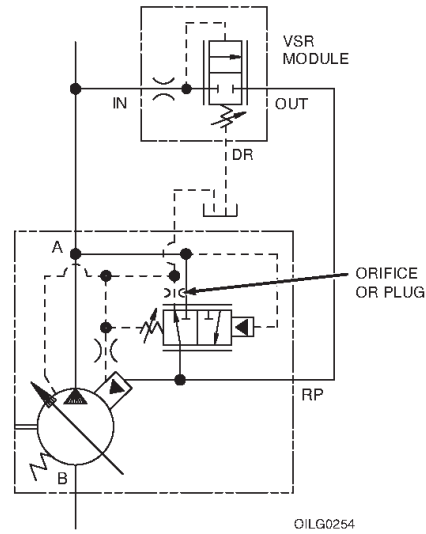 VSR
MODULE
IN
OUT
DR
A
ORIFICE
OR PLUG
RP
B
OILG0254